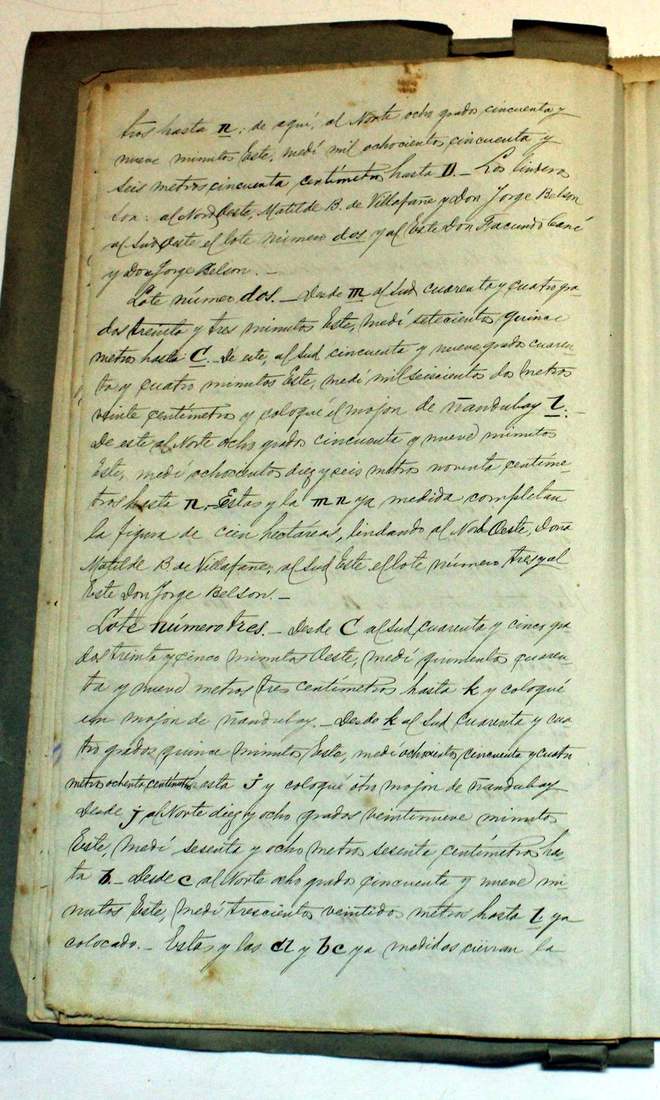 tros hasta n; de aquí, al Norte ocho grados cincuenta y
nueve minutos Este, medí mil ochocientos cincuenta y
seis metros cincuenta centímetros hasta D.- Los linderos
son: al Nord Oeste, Matilde B. de Villafañe y Don Jorge Belson
al Sud Oeste el lote número dos y al Este Don Facundo
y Don Jorge Belson.-
Lote número dos.- Desde m al Sud cuarenta y cuatro gra-
dos treinta y tres minutos Este, medí setecientos quince
metros hasta C.- De este, al Sud cincuenta y nueve grados cuaren-
ta y cuatro minutos Este, medí mil seiscientos dos metros
veinte centímetros y coloqué el mojon de ñandubay l.-
De este al Norte ocho grados cincuenta y nueve minutos
Este, medí ochocientos diez y seis metros noventa centíme-
tros hasta n.- Estas y la m n ya medida completan
la figura de cien hectáreas, lindando al Nord Oeste, Doña
Matilde B de Villafañe, al Sud Este el lote número tres y al
Este Don Jorge Belson.-
Lote número tres.- Desde C al Sud cuarenta y cinco gra
dos treinta y cinco minutos Oeste, medí quinientos cuaren-
ta y nueve metros tres centímetros hasta k y coloqué
un mojon de ñandubay.- Desde k al Sud cuarenta y cua
tro grados quince minutos Este, medí ochocientos cincuenta y cuatro
metros ochenta centímetros asta j y coloqué otro mojon de ñandubay
Desde j al Norte diez y ocho grados veintinueve minutos
Este, medí sesenta y ocho metros sesenta centímetros has
ta b.- Desde c al Norte ocho grados cincuenta y nueve mi-
nutos Este, medí trescientos veintidos metros hasta l ya
colocado.- Estas y las y bc ya medidas cierran la